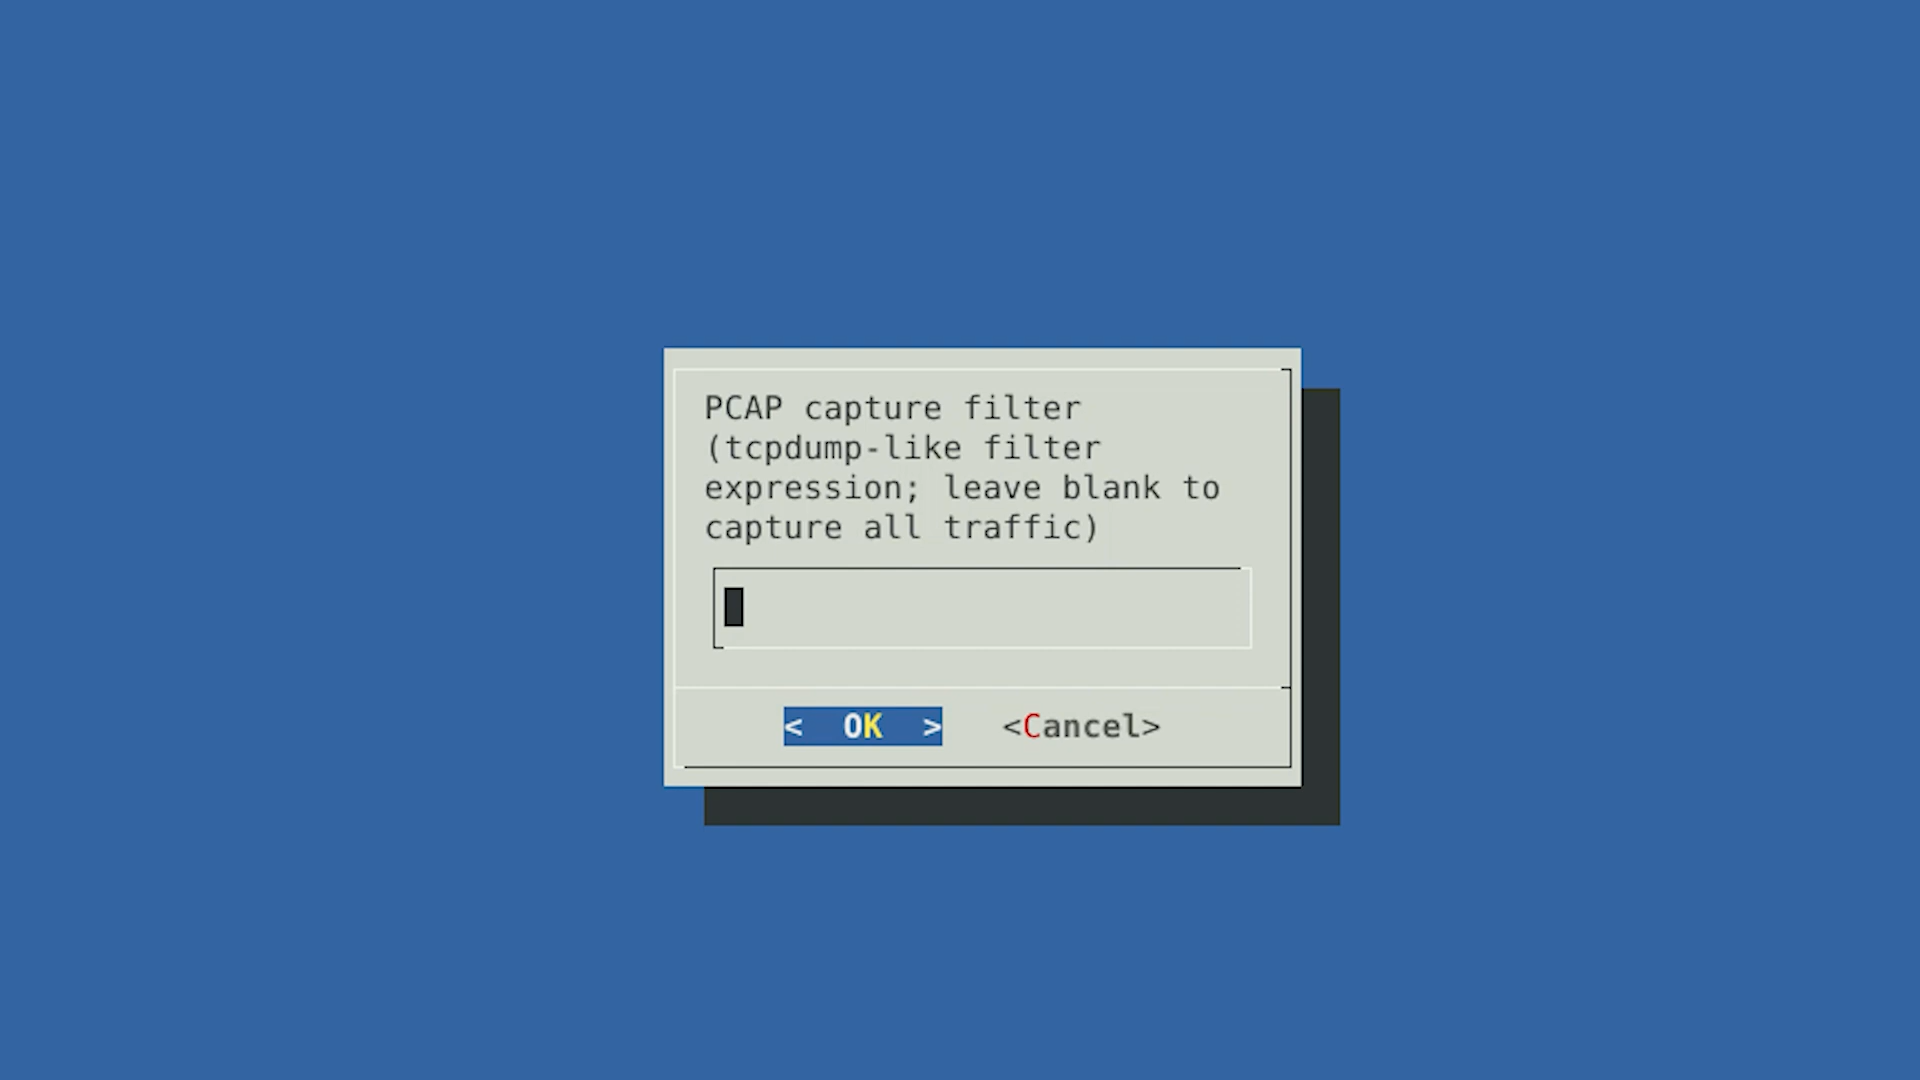 PCAP capture filter
(tcpdump-like filter
expression; leave blank to
capture all traffic)
<  OK  > <Cancel>